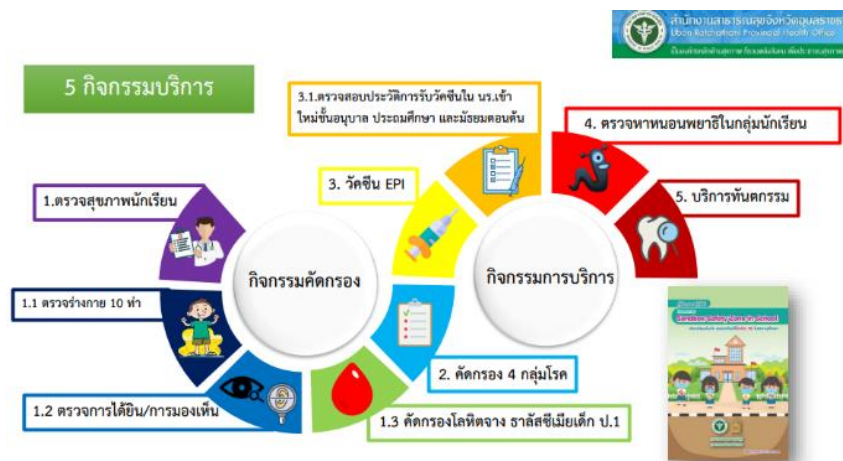 สำนักงานสาธารณสุขจังหวัดอุบลราชธานี
Ubon Ratchathani Provincial Health Office
5 กิจกรรมบริการ
3.1.ตรวจสอบประวัติการรับวัคซีนใน นร.เข้า
ใหม่ชั้นอนุบาล ประถมศึกษา และมัธยมตอนต้น
4. ตรวจหาหนอนพยาธิในกลุ่มนักเรียน
3. วัคซีน EPI
1.ตรวจสุขภาพนักเรียน
5. บริการทันตกรรม
กิจกรรมคัดกรอง
กิจกรรมการบริการ
1.1 ตรวจร่างกาย 10 ท่า
2. คัดกรอง 4 กลุ่มโรค
1.2 ตรวจการได้ยิน/การมองเห็น
1.3 คัดกรองโลหิตจาง ธาลัสซีเมียเด็ก ป.1
Sandbox Safety Zone in School